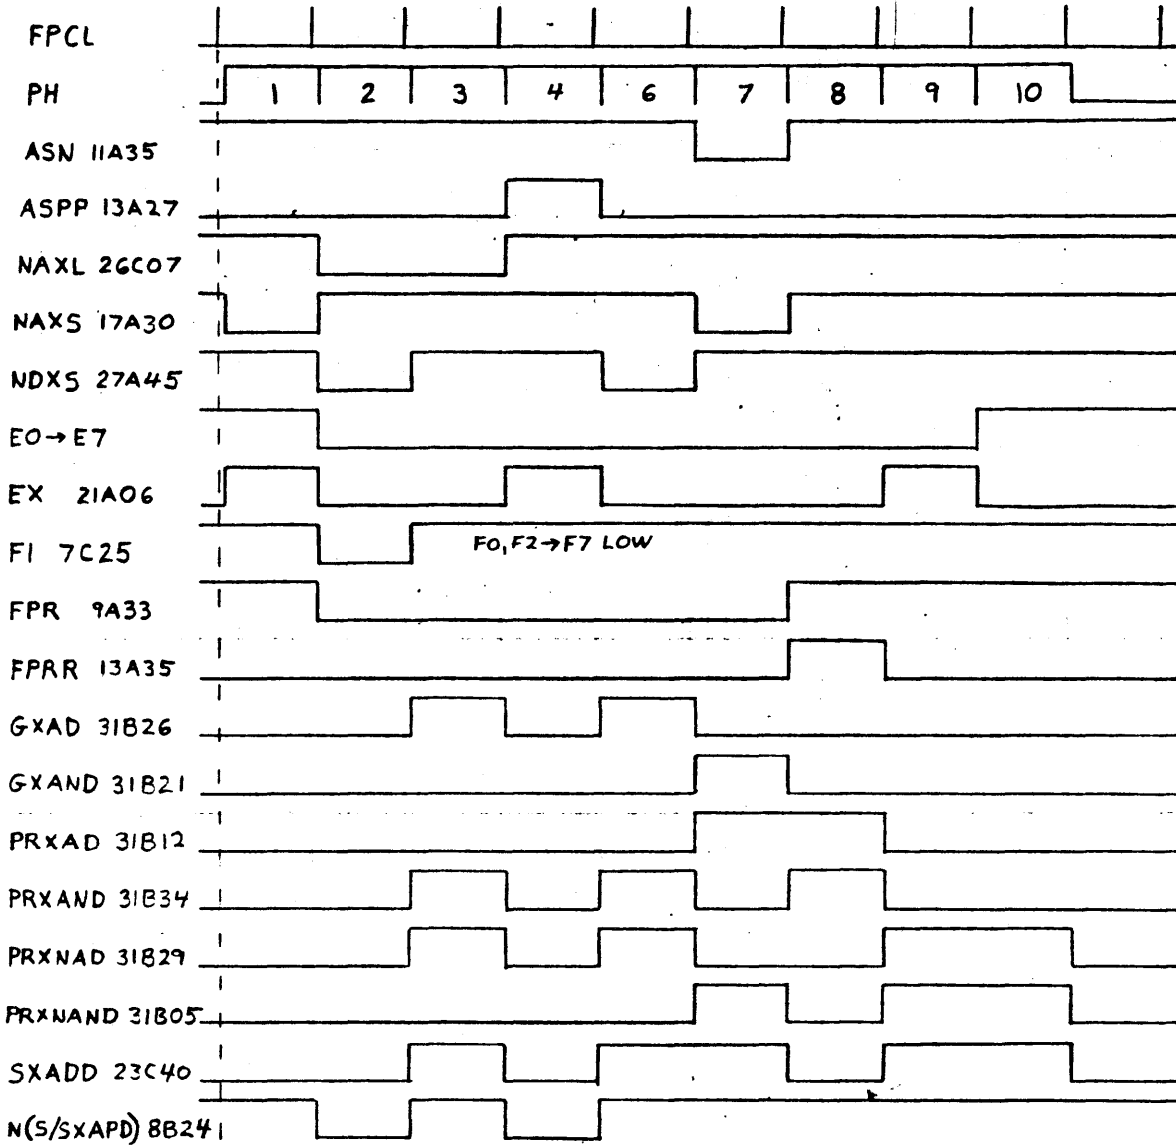 FPCL
PH 1 2 3 4 6 7 8 9 10
ASN 11A35
ASPP 13A27
NAXL 26C07
NAXS 17A30
NDXS 27A45
E0→E7
EX 21A06
F1 7C25 F0, F2→F7 LOW
FPR 9A33
FPRR 13A35
GXAD 31B26
GXAND 31B21
PRXAD 31B12
PRXAND 31B34
PRXNAD 31B29
PRXNAND 31B05
SXADD 23C40
N(S/SXAPD) 8B24